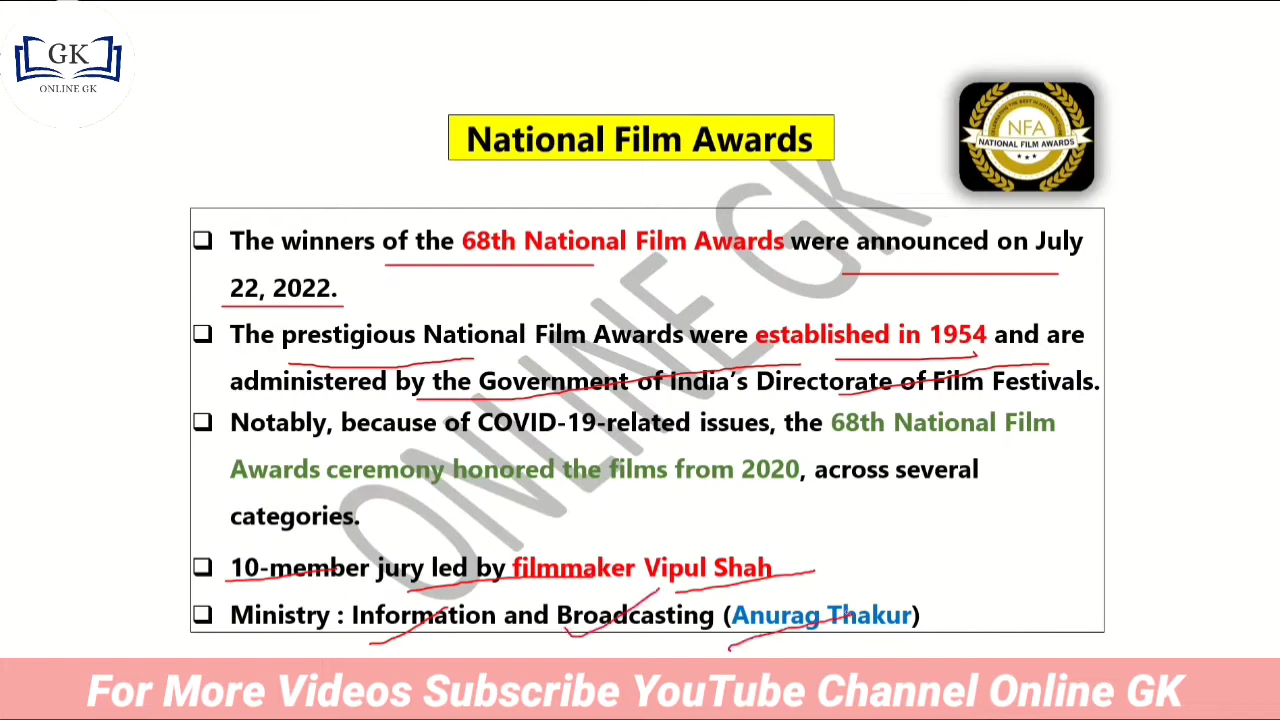 GK
ONLINE GK
National Film Awards
NFA
NATIONAL FILM AWARDS
ONLINE GK
The winners of the 68th National Film Awards were announced on July
22, 2022.
The prestigious National Film Awards were established in 1954 and are
administered by the Government of India's Directorate of Film Festivals.
Notably, because of COVID-19-related issues, the 68th National Film
Awards ceremony honored the films from 2020, across several
categories.
10-member jury led by filmmaker Vipul Shah
Ministry : Information and Broadcasting (Anurag Thakur)
For More Videos Subscribe YouTube Channel Online GK